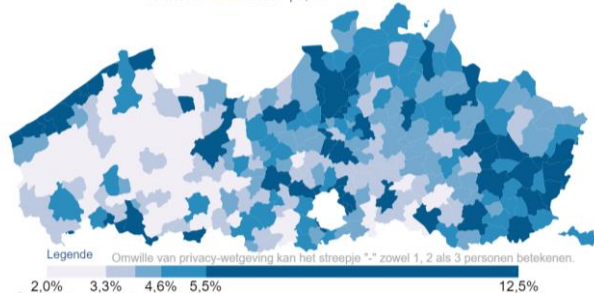 Legende
Omwille van privacy-wetgeving kan het streepje "-" zowel 1, 2 als 3 personen betekenen.
2,0% 3,3% 4,6% 5,5% 12,5%